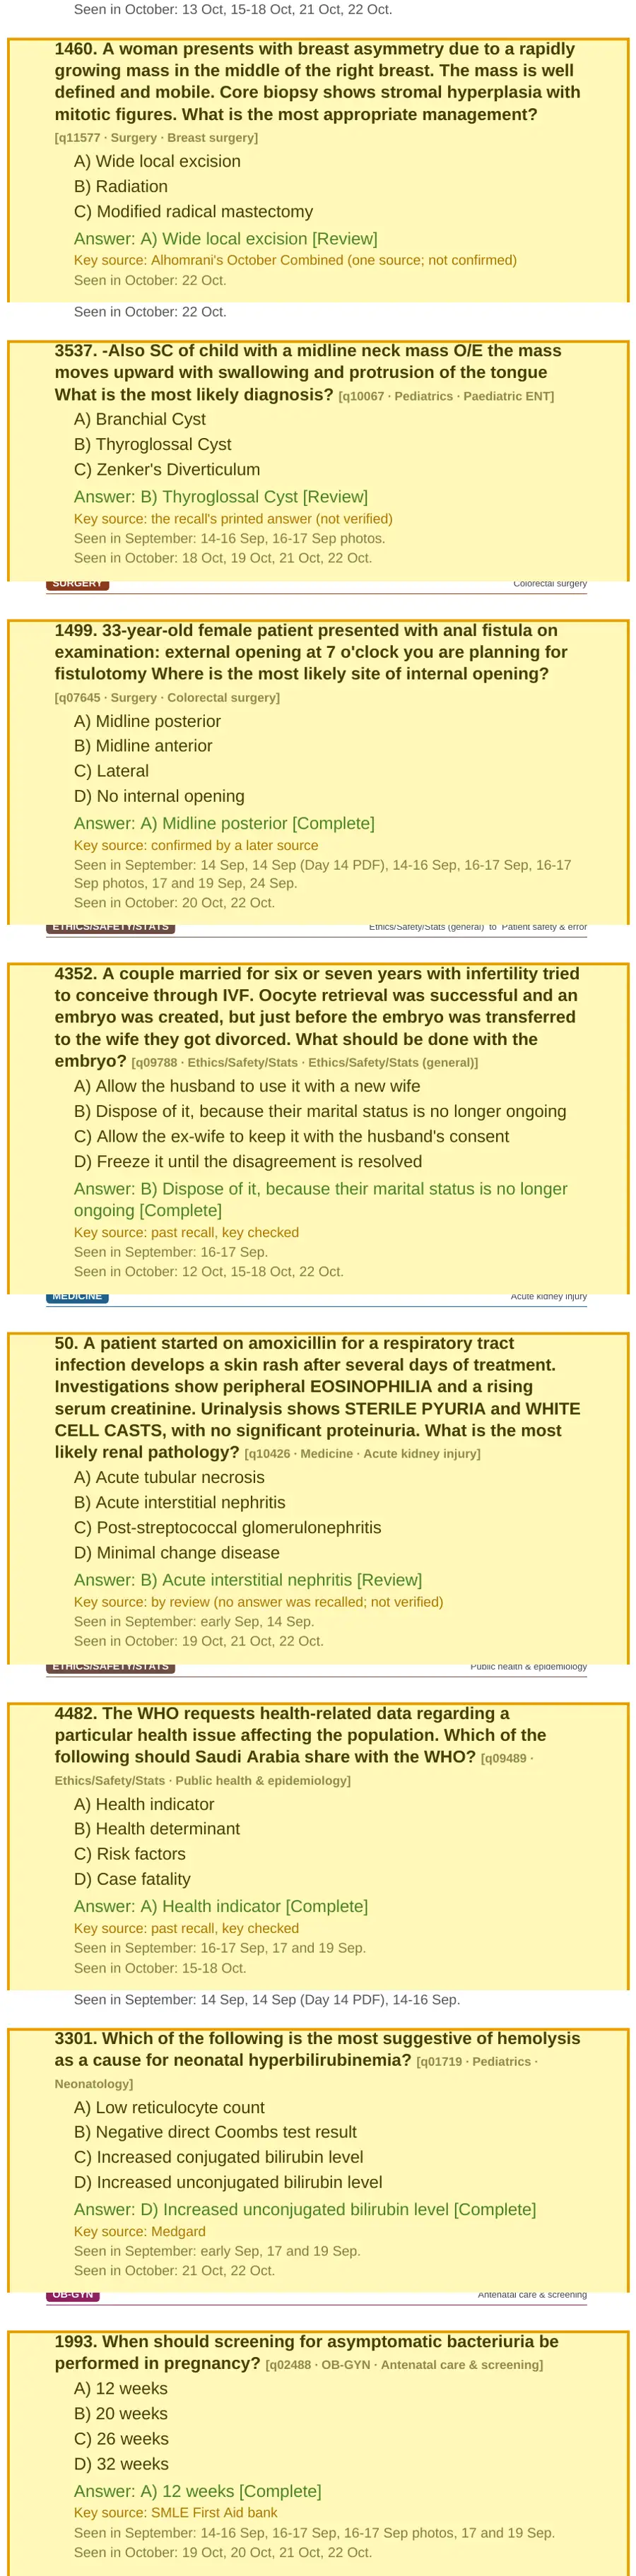 Seen in October: 13 Oct, 15-18 Oct, 21 Oct, 22 Oct.
1460. A woman presents with breast asymmetry due to a rapidly
growing mass in the middle of the right breast. The mass is well
defined and mobile. Core biopsy shows stromal hyperplasia with
mitotic figures. What is the most appropriate management?
[q11577 · Surgery · Breast surgery]
A) Wide local excision
B) Radiation
C) Modified radical mastectomy
Answer: A) Wide local excision [Review]
Key source: Alhomrani's October Combined (one source; not confirmed)
Seen in October: 22 Oct.
Seen in October: 22 Oct.
3537. -Also SC of child with a midline neck mass O/E the mass
moves upward with swallowing and protrusion of the tongue
What is the most likely diagnosis? [q10067 · Pediatrics · Paediatric ENT]
A) Branchial Cyst
B) Thyroglossal Cyst
C) Zenker's Diverticulum
Answer: B) Thyroglossal Cyst [Review]
Key source: the recall's printed answer (not verified)
Seen in September: 14-16 Sep, 16-17 Sep photos.
Seen in October: 18 Oct, 19 Oct, 21 Oct, 22 Oct.
SURGERY Colorectal surgery
1499. 33-year-old female patient presented with anal fistula on
examination: external opening at 7 o'clock you are planning for
fistulotomy Where is the most likely site of internal opening?
[q07645 · Surgery · Colorectal surgery]
A) Midline posterior
B) Midline anterior
C) Lateral
D) No internal opening
Answer: A) Midline posterior [Complete]
Key source: confirmed by a later source
Seen in September: 14 Sep, 14 Sep (Day 14 PDF), 14-16 Sep, 16-17 Sep, 16-17
Sep photos, 17 and 19 Sep, 24 Sep.
Seen in October: 20 Oct, 22 Oct.
ETHICS/SAFETY/STATS Ethics/Safety/Stats (general) to Patient safety & error
4352. A couple married for six or seven years with infertility tried
to conceive through IVF. Oocyte retrieval was successful and an
embryo was created, but just before the embryo was transferred
to the wife they got divorced. What should be done with the
embryo? [q09788 · Ethics/Safety/Stats · Ethics/Safety/Stats (general)]
A) Allow the husband to use it with a new wife
B) Dispose of it, because their marital status is no longer ongoing
C) Allow the ex-wife to keep it with the husband's consent
D) Freeze it until the disagreement is resolved
Answer: B) Dispose of it, because their marital status is no longer
ongoing [Complete]
Key source: past recall, key checked
Seen in September: 16-17 Sep.
Seen in October: 12 Oct, 15-18 Oct, 22 Oct.
MEDICINE Acute kidney injury
50. A patient started on amoxicillin for a respiratory tract
infection develops a skin rash after several days of treatment.
Investigations show peripheral EOSINOPHILIA and a rising
serum creatinine. Urinalysis shows STERILE PYURIA and WHITE
CELL CASTS, with no significant proteinuria. What is the most
likely renal pathology? [q10426 · Medicine · Acute kidney injury]
A) Acute tubular necrosis
B) Acute interstitial nephritis
C) Post-streptococcal glomerulonephritis
D) Minimal change disease
Answer: B) Acute interstitial nephritis [Review]
Key source: by review (no answer was recalled; not verified)
Seen in September: early Sep, 14 Sep.
Seen in October: 19 Oct, 21 Oct, 22 Oct.
ETHICS/SAFETY/STATS Public health & epidemiology
4482. The WHO requests health-related data regarding a
particular health issue affecting the population. Which of the
following should Saudi Arabia share with the WHO? [q09489 ·
Ethics/Safety/Stats · Public health & epidemiology]
A) Health indicator
B) Health determinant
C) Risk factors
D) Case fatality
Answer: A) Health indicator [Complete]
Key source: past recall, key checked
Seen in September: 16-17 Sep, 17 and 19 Sep.
Seen in October: 15-18 Oct.
Seen in September: 14 Sep, 14 Sep (Day 14 PDF), 14-16 Sep.
3301. Which of the following is the most suggestive of hemolysis
as a cause for neonatal hyperbilirubinemia? [q01719 · Pediatrics ·
Neonatology]
A) Low reticulocyte count
B) Negative direct Coombs test result
C) Increased conjugated bilirubin level
D) Increased unconjugated bilirubin level
Answer: D) Increased unconjugated bilirubin level [Complete]
Key source: Medgard
Seen in September: early Sep, 17 and 19 Sep.
Seen in October: 21 Oct, 22 Oct.
OB-GYN Antenatal care & screening
1993. When should screening for asymptomatic bacteriuria be
performed in pregnancy? [q02488 · OB-GYN · Antenatal care & screening]
A) 12 weeks
B) 20 weeks
C) 26 weeks
D) 32 weeks
Answer: A) 12 weeks [Complete]
Key source: SMLE First Aid bank
Seen in September: 14-16 Sep, 16-17 Sep, 16-17 Sep photos, 17 and 19 Sep.
Seen in October: 19 Oct, 20 Oct, 21 Oct, 22 Oct.